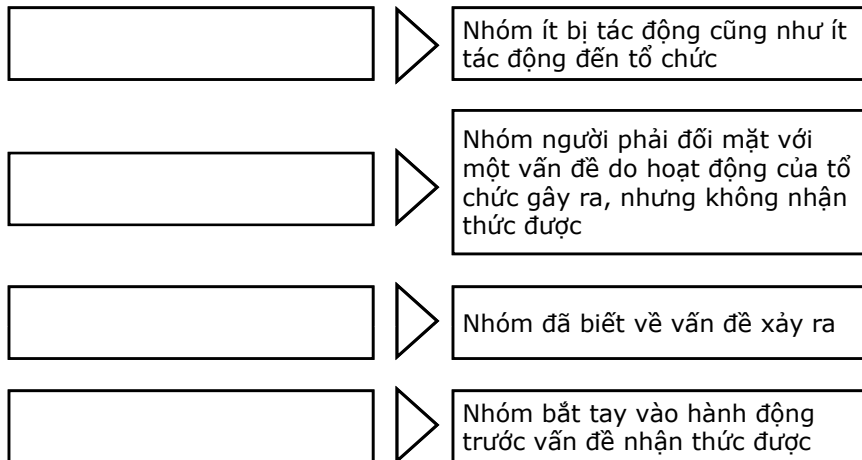 Nhóm ít bị tác động cũng như ít
tác động đến tổ chức
Nhóm người phải đối mặt với
một vấn đề do hoạt động của tổ
chức gây ra, nhưng không nhận
thức được
Nhóm đã biết về vấn đề xảy ra
Nhóm bắt tay vào hành động
trước vấn đề nhận thức được